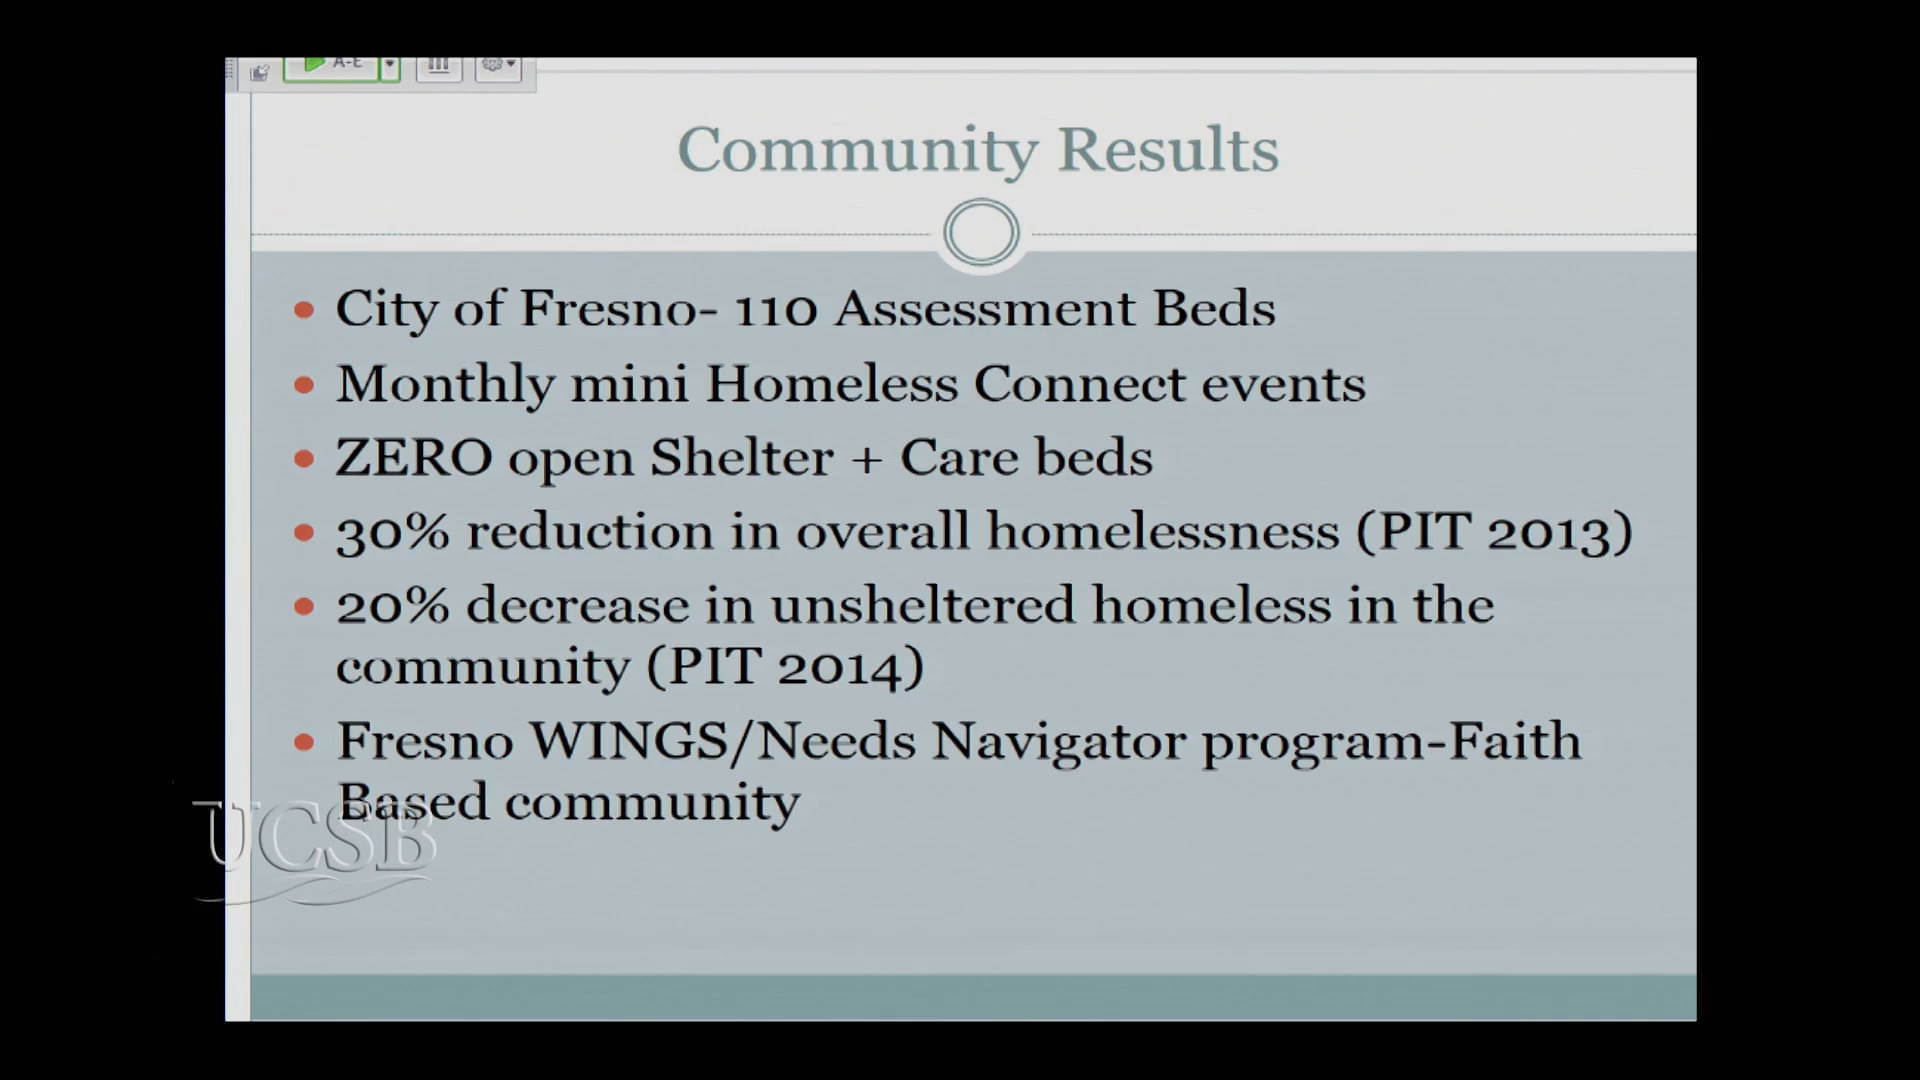 A-E
Community Results
City of Fresno- 110 Assessment Beds
Monthly mini Homeless Connect events
ZERO open Shelter + Care beds
30% reduction in overall homelessness (PIT 2013)
20% decrease in unsheltered homeless in the
community (PIT 2014)
Fresno WINGS/Needs Navigator program-Faith
Based community
UCSB